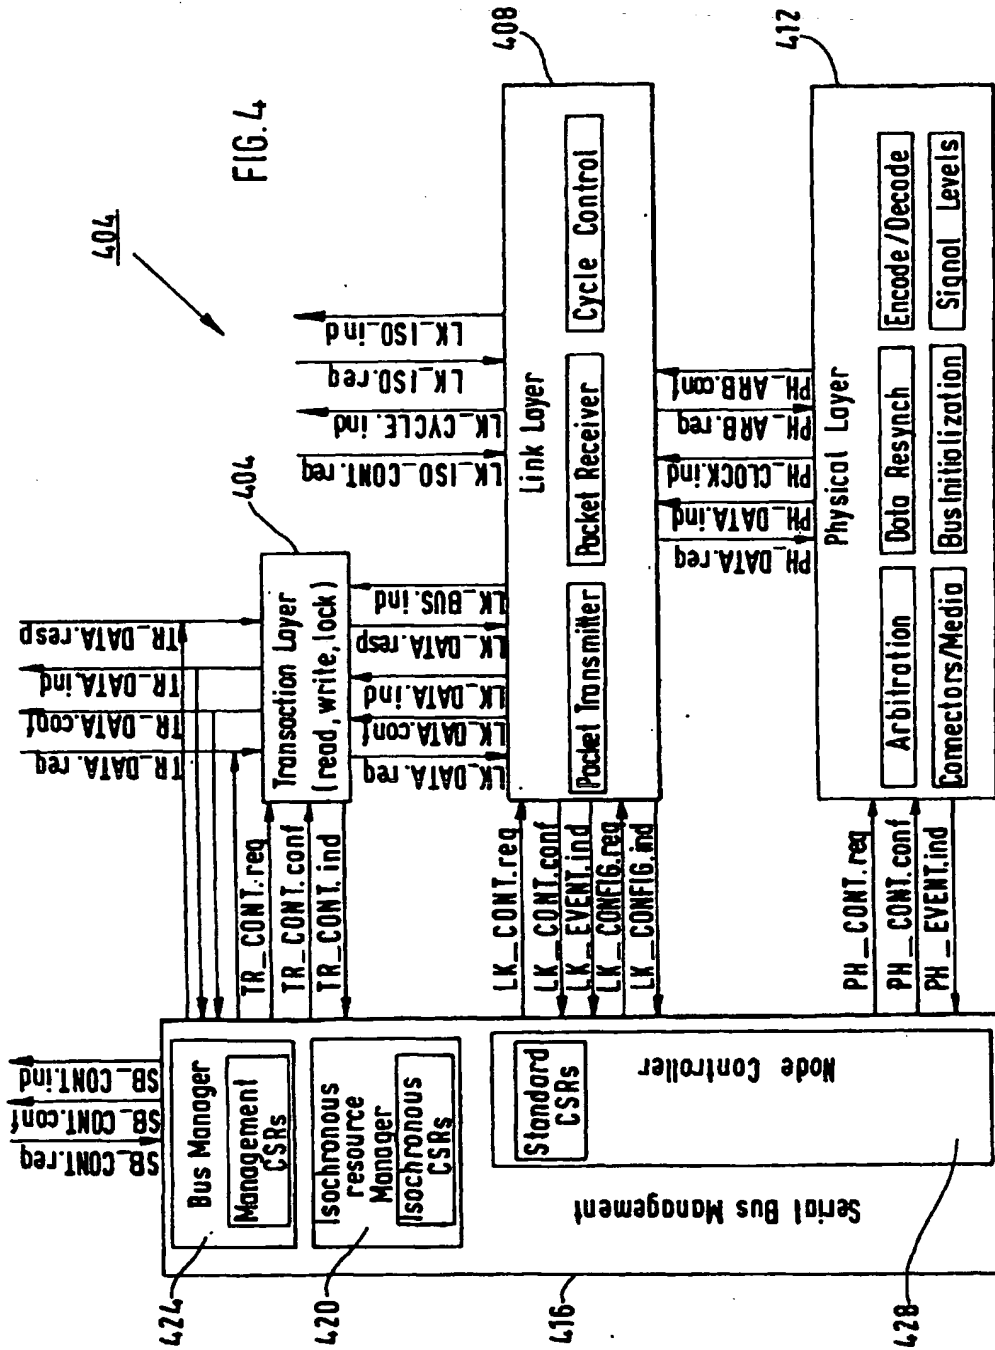 FIG. 4
404
SB_CONT.req
SB_CONT.conf
SB_CONT.ind
TR_DATA.req
TR_DATA.conf
TR_DATA.ind
TR_DATA.resp
424
Bus Manager
Management
CSRs
420
Isochronous
resource
Manager
Isochronous
CSRs
416
Serial Bus Management
Standard
CSRs
Node Controller
428
TR_CONT.req
TR_CONT.conf
TR_CONT.ind
404
Transaction Layer
(read, write, lock)
LK_DATA.req
LK_DATA.conf
LK_DATA.ind
LK_DATA.resp
LK_BUS.ind
LK_ISO_CONT.req
LK_CYCLE.ind
LK_ISO.req
LK_ISO_ind
LK_CONT.req
LK_CONT.conf
LK_EVENT.ind
LK_CONFIG.req
LK_CONFIG.ind
408
Link Layer
Packet Transmitter
Packet Receiver
Cycle Control
PH_DATA.req
PH_DATA.ind
PH_CLOCK.ind
PH_ARB.req
PH_ARB.conf
PH_CONT.req
PH_CONT.conf
PH_EVENT.ind
412
Physical Layer
Arbitration
Data Resynch
Encode/Decode
Connectors/Media
Bus Initialization
Signal Levels